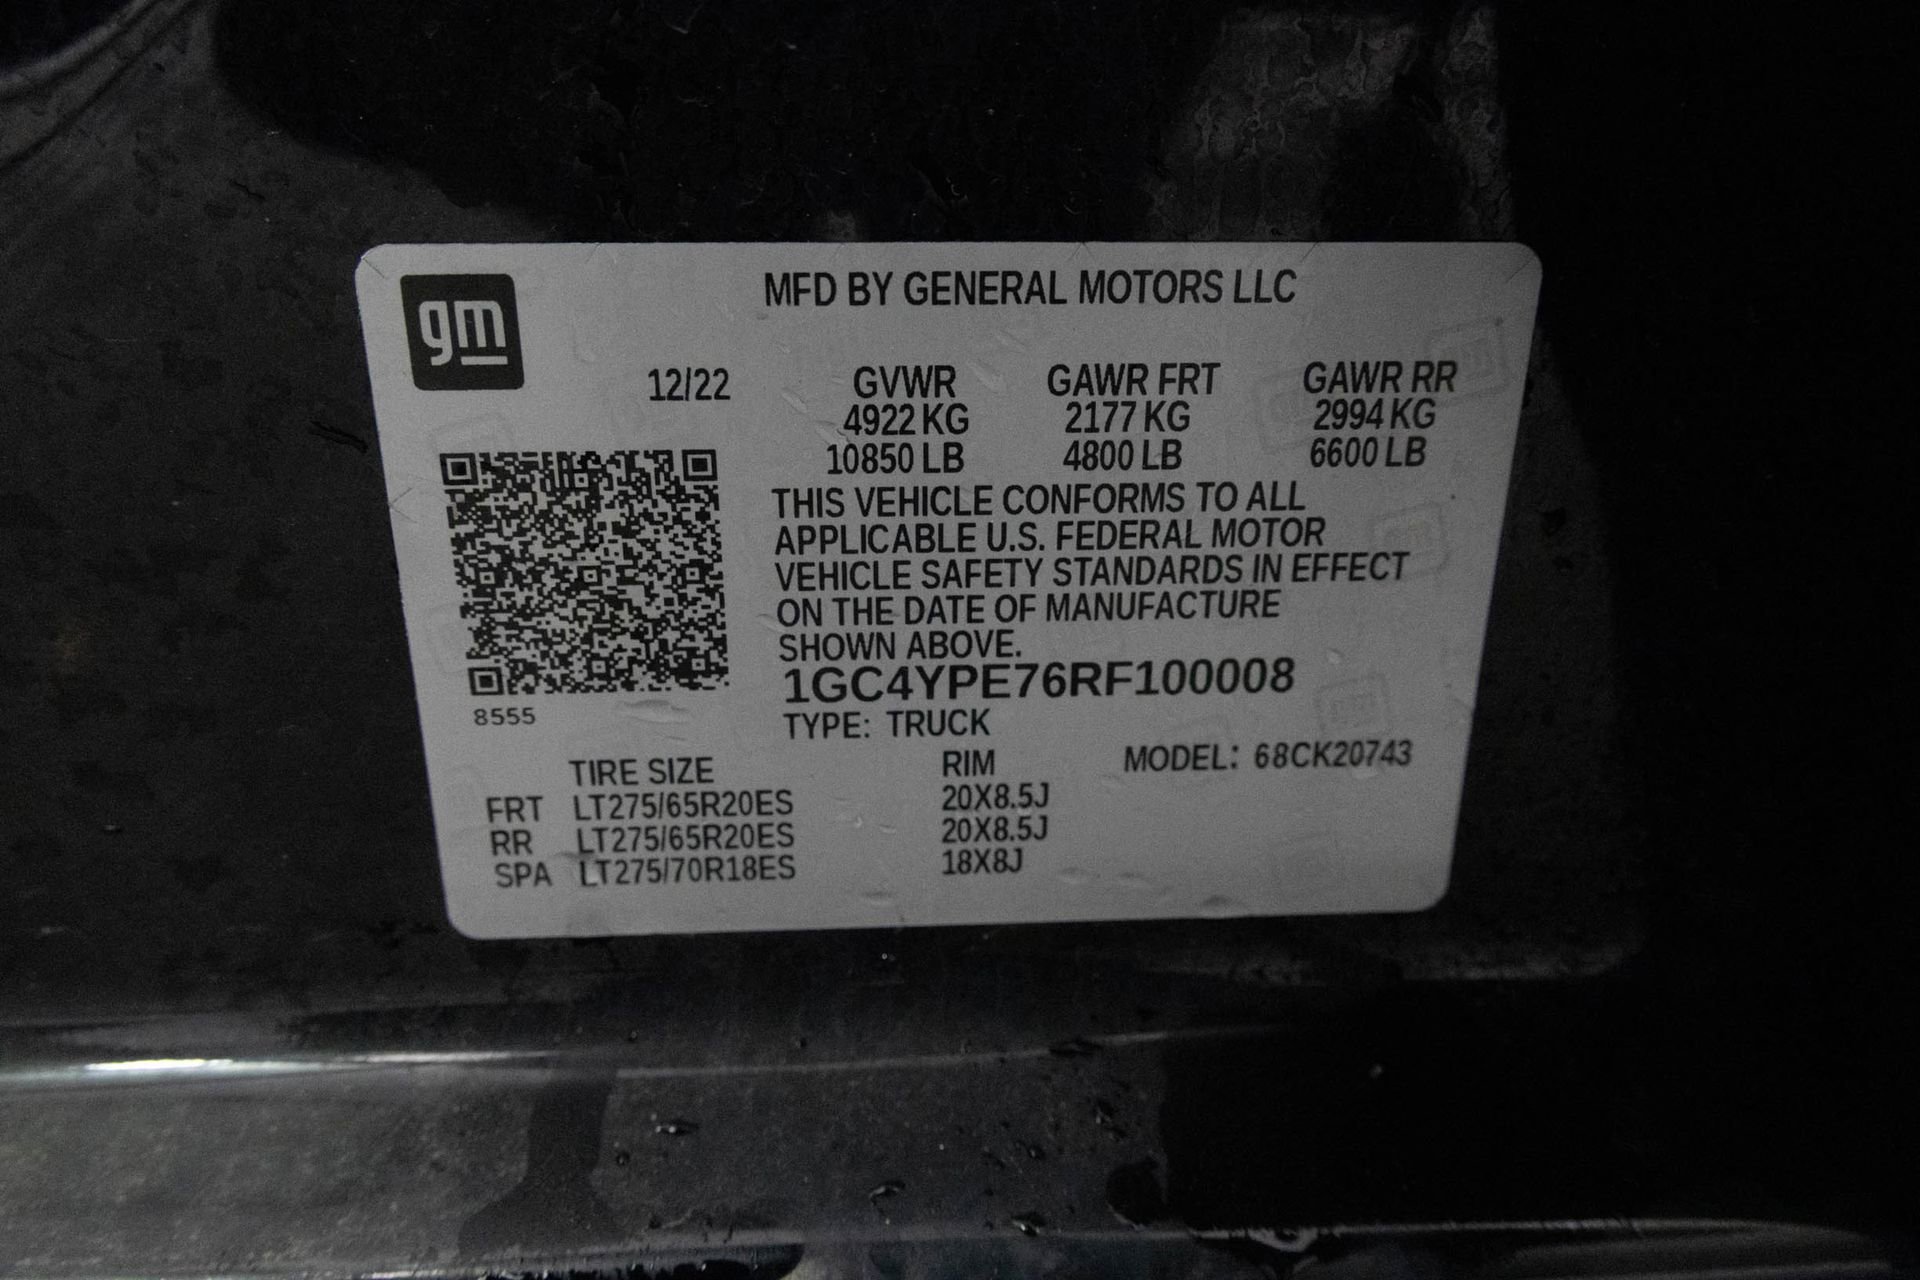 gm
MFD BY GENERAL MOTORS LLC
12/22 GVWR GAWR FRT GAWR RR
4922 KG 2177 KG 2994 KG
10850 LB 4800 LB 6600 LB
THIS VEHICLE CONFORMS TO ALL
APPLICABLE U.S. FEDERAL MOTOR
VEHICLE SAFETY STANDARDS IN EFFECT
ON THE DATE OF MANUFACTURE
SHOWN ABOVE.
1GC4YPE76RF100008
8555
TYPE: TRUCK
TIRE SIZE RIM MODEL: 68CK20743
FRT LT275/65R20ES 20X8.5J
RR LT275/65R20ES 20X8.5J
SPA LT275/70R18ES 18X8J